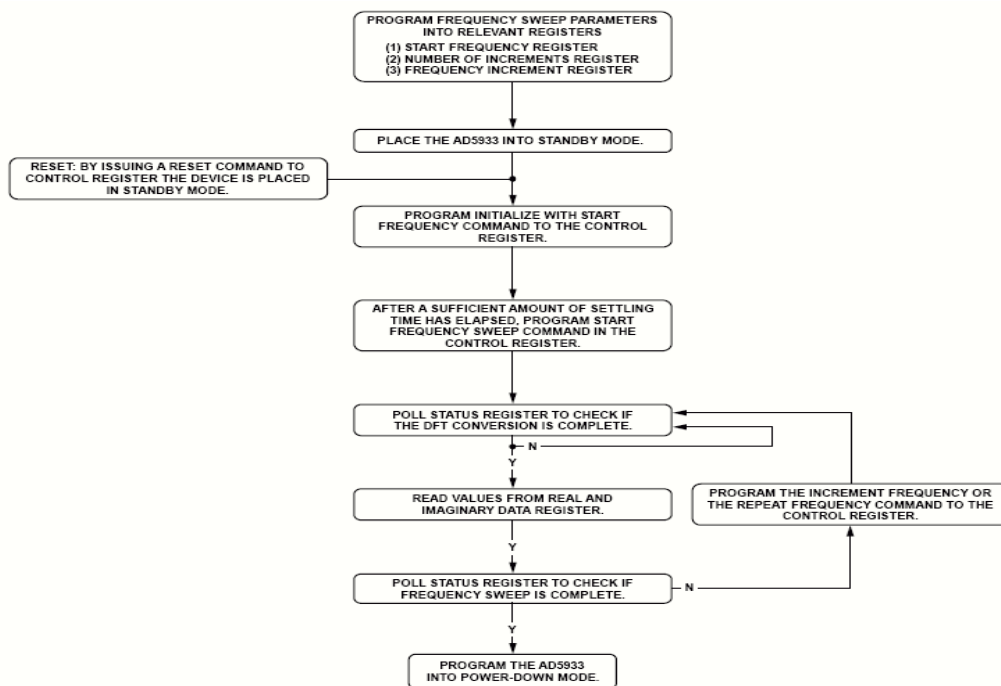 PROGRAM FREQUENCY SWEEP PARAMETERS
INTO RELEVANT REGISTERS
(1) START FREQUENCY REGISTER
(2) NUMBER OF INCREMENTS REGISTER
(3) FREQUENCY INCREMENT REGISTER
PLACE THE AD5933 INTO STANDBY MODE.
RESET: BY ISSUING A RESET COMMAND TO
CONTROL REGISTER THE DEVICE IS PLACED
IN STANDBY MODE.
PROGRAM INITIALIZE WITH START
FREQUENCY COMMAND TO THE CONTROL
REGISTER.
AFTER A SUFFICIENT AMOUNT OF SETTLING
TIME HAS ELAPSED, PROGRAM START
FREQUENCY SWEEP COMMAND IN THE
CONTROL REGISTER.
POLL STATUS REGISTER TO CHECK IF
THE DFT CONVERSION IS COMPLETE.
N
Y
READ VALUES FROM REAL AND
IMAGINARY DATA REGISTER.
PROGRAM THE INCREMENT FREQUENCY OR
THE REPEAT FREQUENCY COMMAND TO THE
CONTROL REGISTER.
Y
POLL STATUS REGISTER TO CHECK IF
FREQUENCY SWEEP IS COMPLETE.
N
Y
PROGRAM THE AD5933
INTO POWER-DOWN MODE.